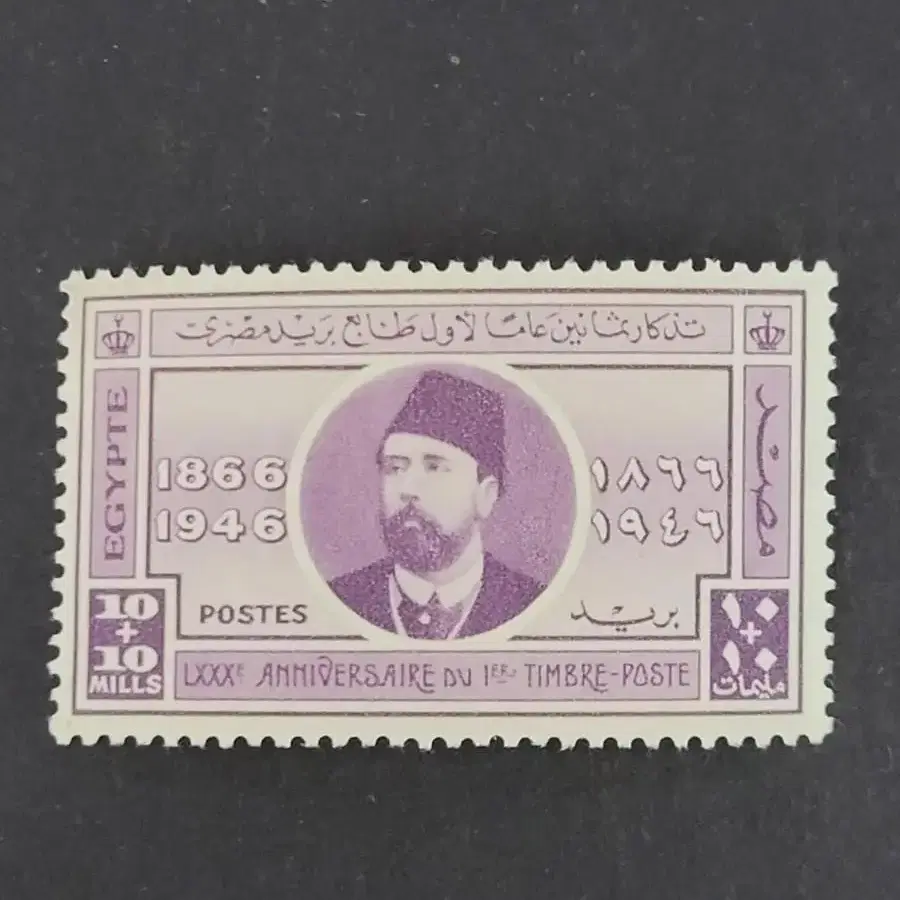 تذكار ثمانين عاما لأول طابع بريد مصرى
EGYPTE
مصر
1866
1946
١٨٦٦
١٩٤٦
POSTES
بريد
10
+
10
MILLS
١٠
+
١٠
مليمات
LXXXE ANNIVERSAIRE DU 1ER TIMBRE-POSTE